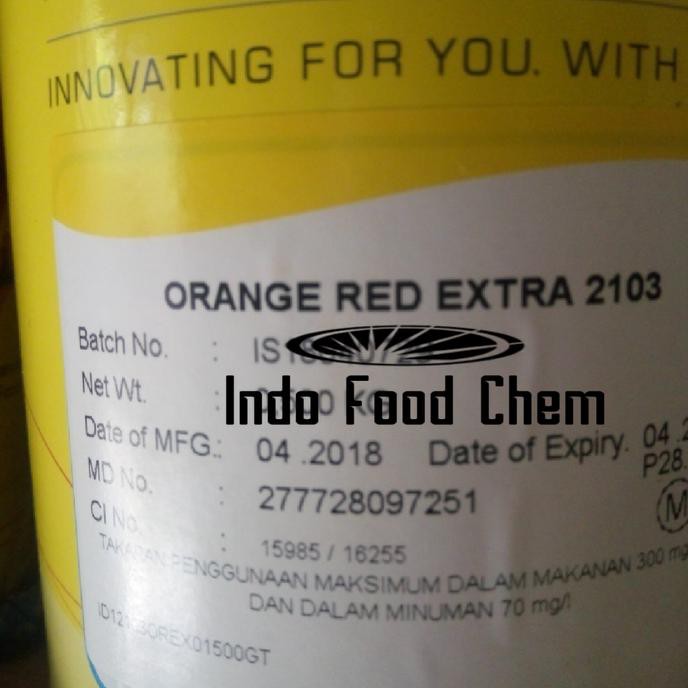 INNOVATING FOR YOU. WITH
ORANGE RED EXTRA 2103
Batch No. :
Indo Food Chem
Net Wt. :
Date of MFG.: 04 .2018 Date of Expiry.
MD No. : 277728097251
CI No. : 15985 / 16255
TAKARAN PENGGUNAAN MAKSIMUM DALAM MAKANAN 300 mg
DAN DALAM MINUMAN 70 mg/l